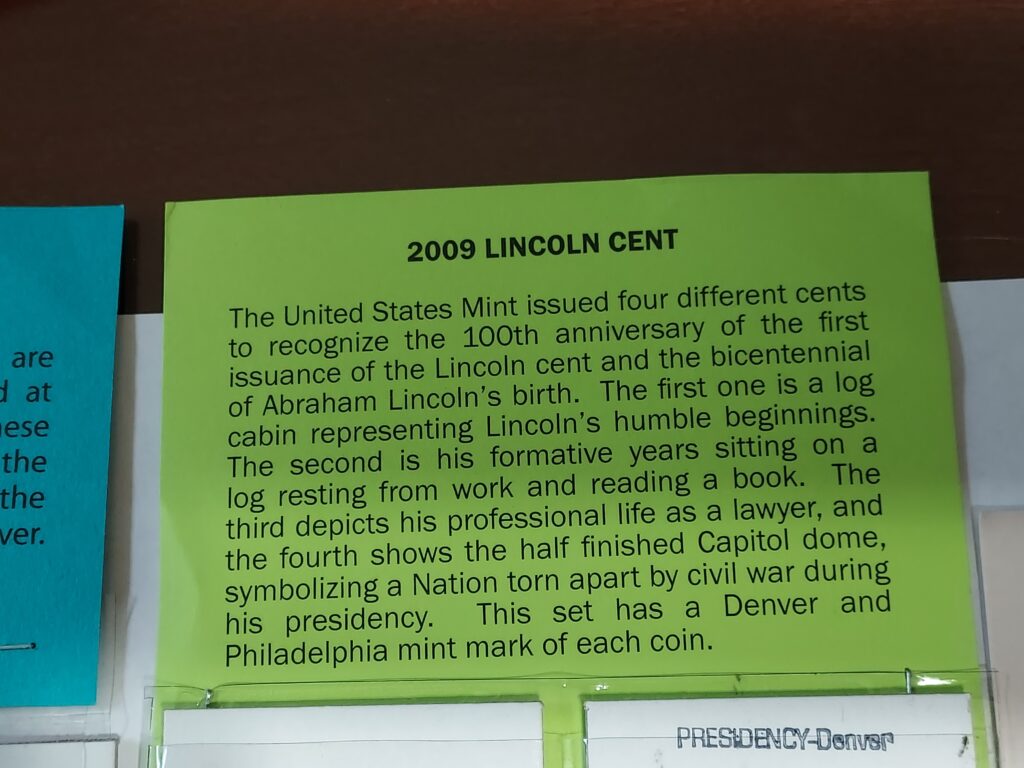 are
at
the
the
2009 LINCOLN CENT
The United States Mint issued four different cents
to recognize the 100th anniversary of the first
issuance of the Lincoln cent and the bicentennial
of Abraham Lincoln's birth. The first one is a log
cabin representing Lincoln's humble beginnings.
The second is his formative years sitting on a
log resting from work and reading a book. The
third depicts his professional life as a lawyer, and
the fourth shows the half finished Capitol dome,
symbolizing a Nation torn apart by civil war during
his presidency. This set has a Denver and
Philadelphia mint mark of each coin.
PRESIDENCY-Denver